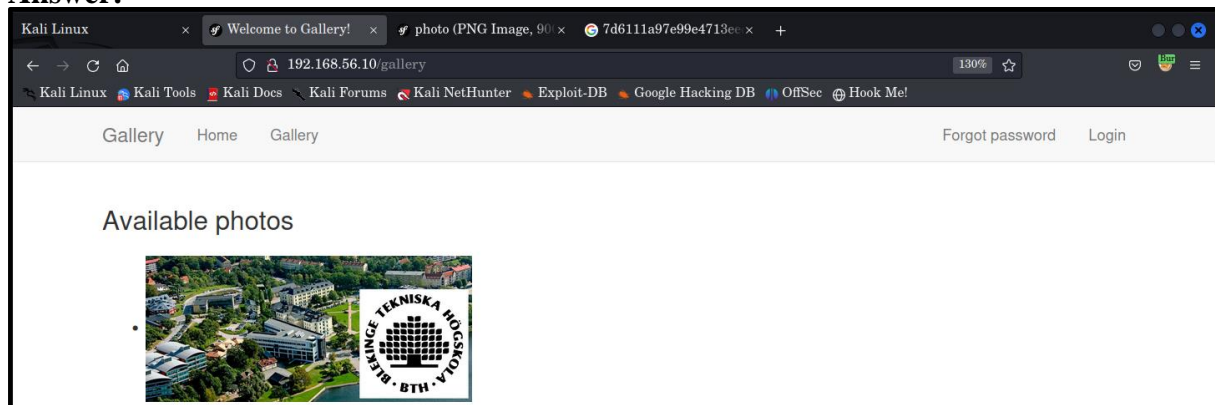 Answer:
Kali Linux × Welcome to Gallery! × photo (PNG Image, 90 × 7d6111a97e99e4713ee × +
192.168.56.10/gallery 130%
Kali Linux Kali Tools Kali Docs Kali Forums Kali NetHunter Exploit-DB Google Hacking DB OffSec Hook Me!
Gallery Home Gallery Forgot password Login
Available photos
BLEKINGE TEKNISKA HÖGSKOLA
· BTH ·